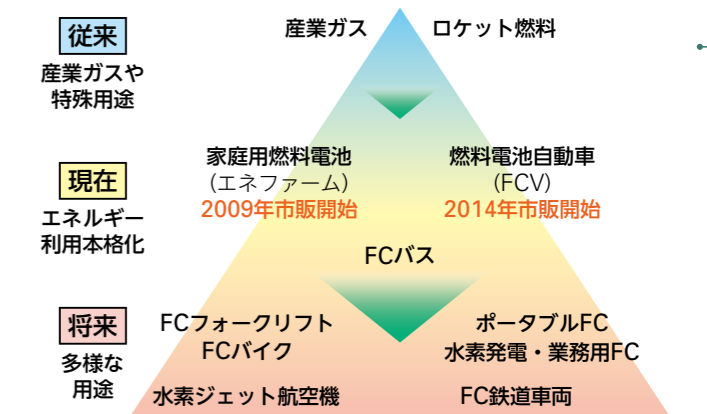 従来
産業ガスや
特殊用途
産業ガス
ロケット燃料
現在
エネルギー
利用本格化
家庭用燃料電池
(エネファーム)
2009年市販開始
燃料電池自動車
(FCV)
2014年市販開始
FCバス
将来
多様な
用途
FCフォークリフト
FCバイク
ポータブルFC
水素発電・業務用FC
水素ジェット航空機
FC鉄道車両